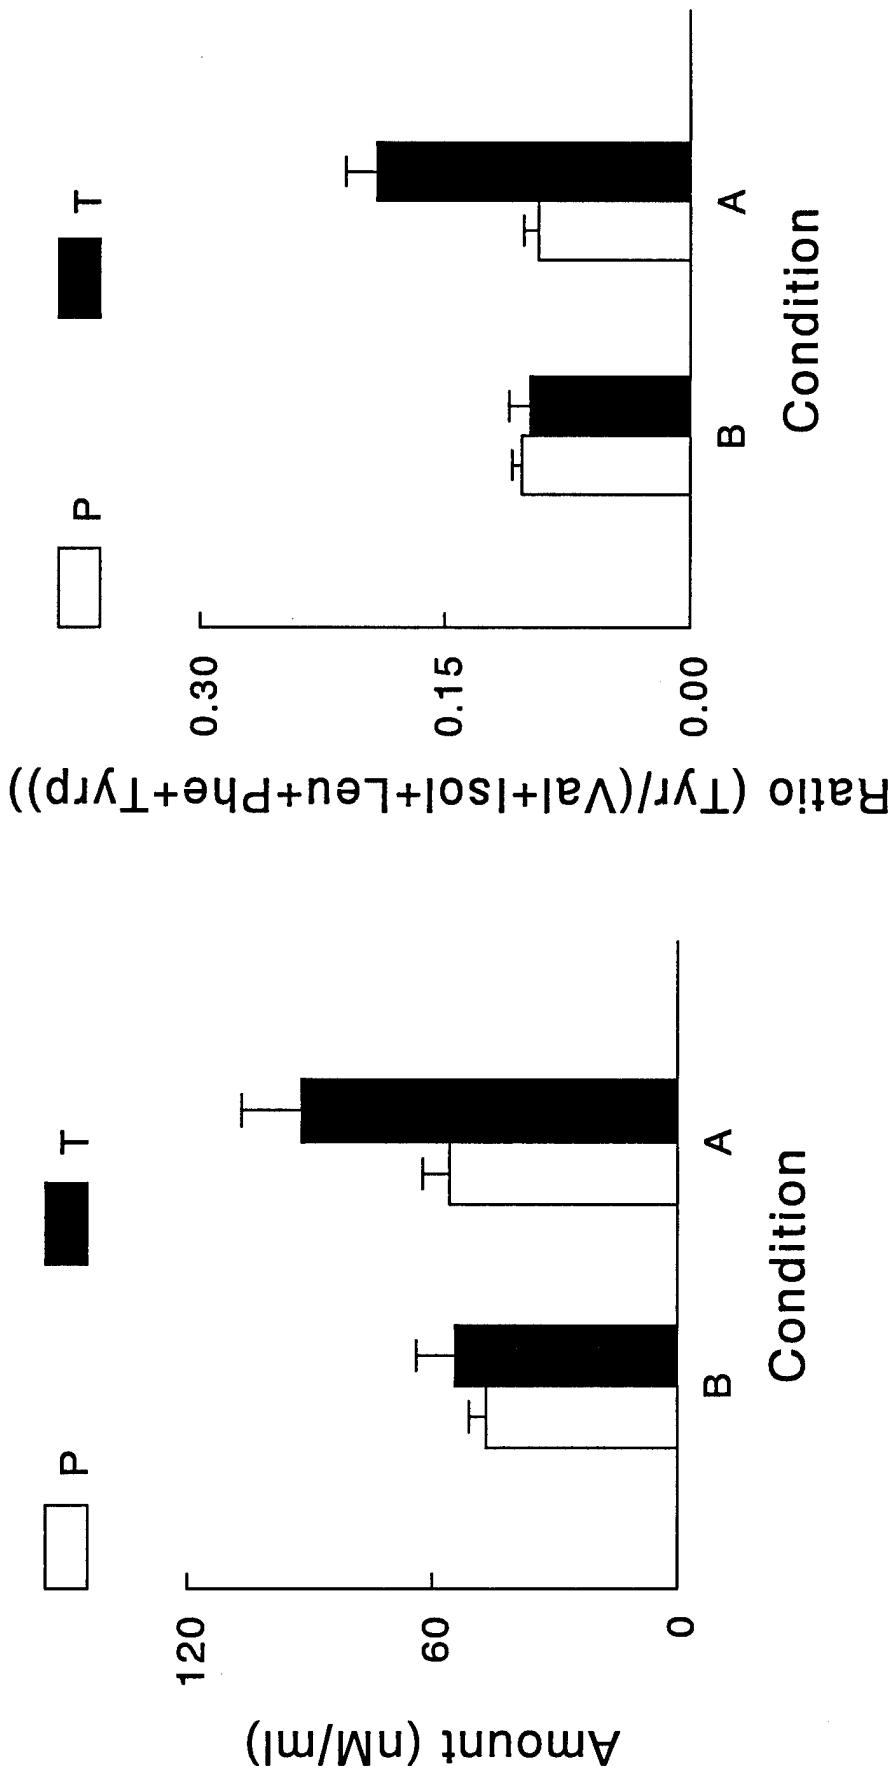 P
T
Amount (nM/ml)
120
60
0
B
A
Condition
P
T
Ratio (Tyr/(Val+Isol+Leu+Phe+Tyrp))
0.30
0.15
0.00
B
A
Condition